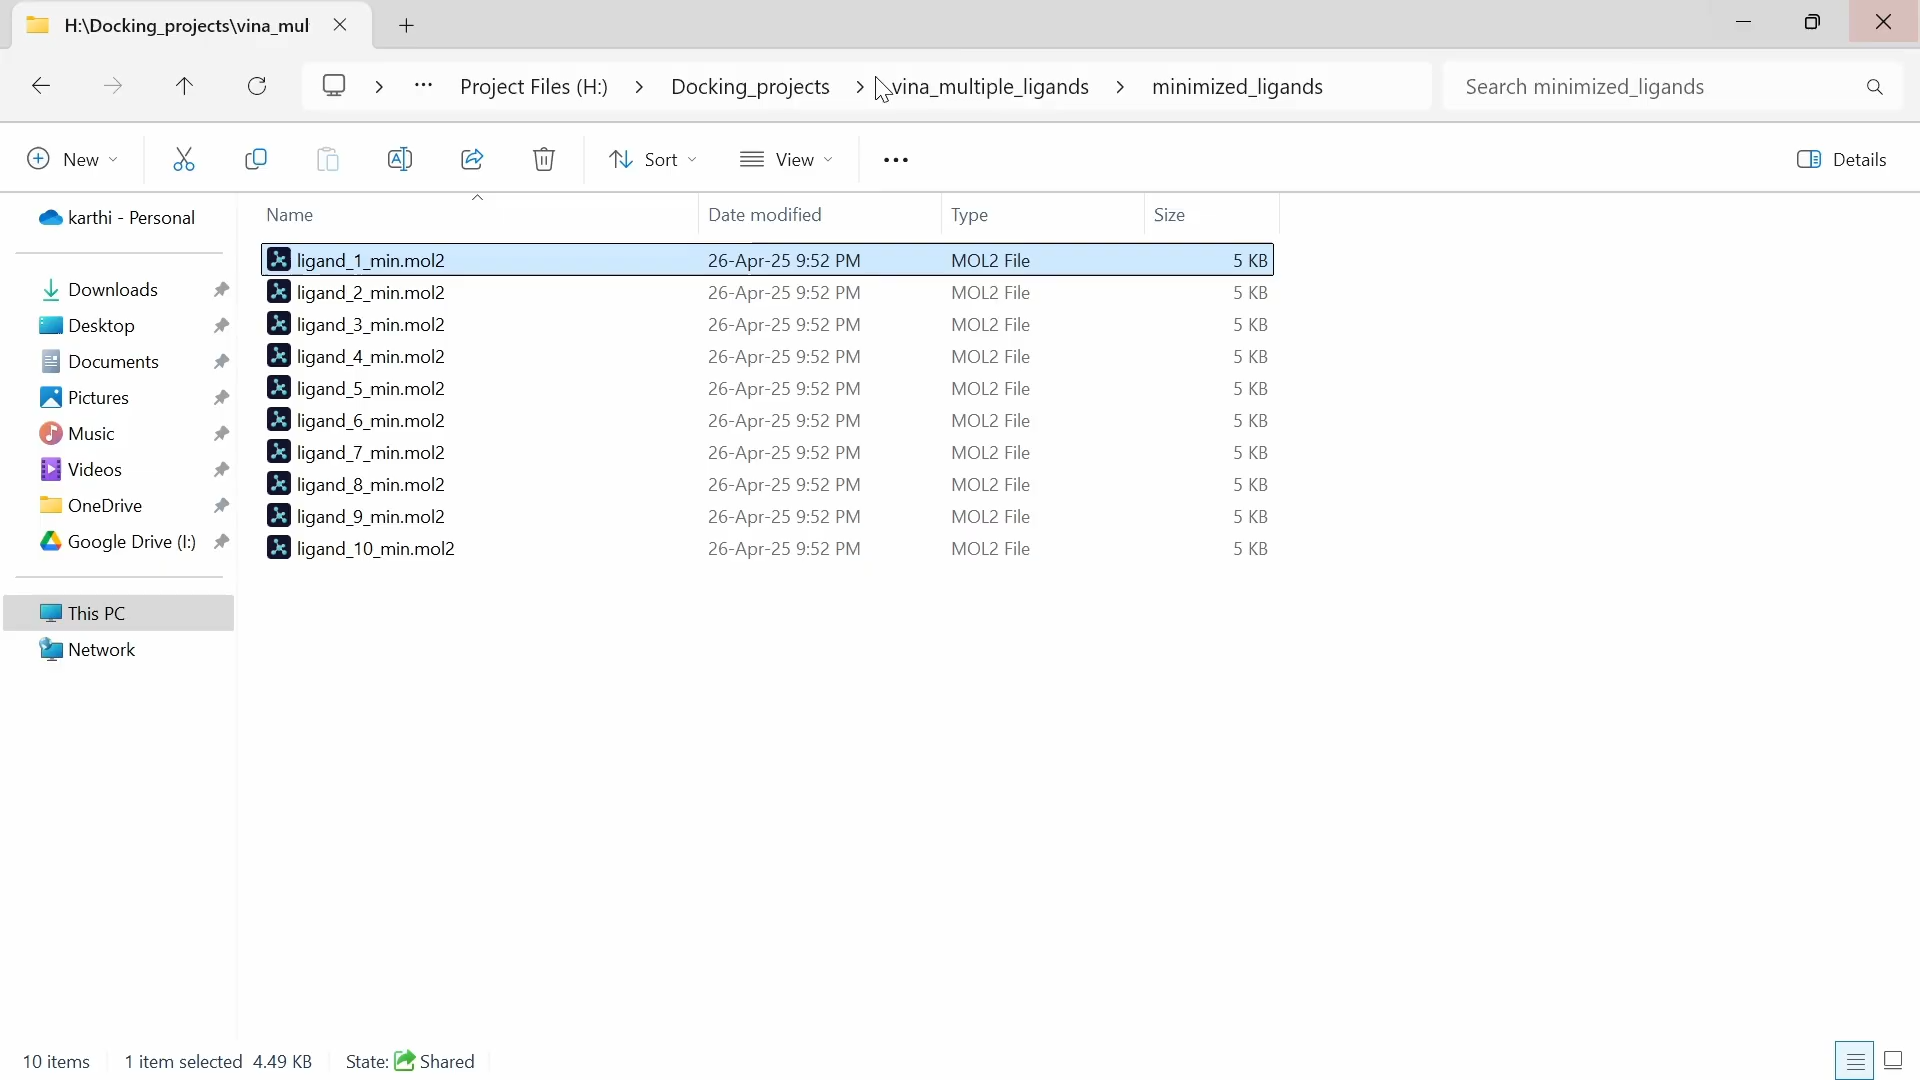 H:\Docking_projects\vina_mul
Project Files (H:) Docking_projects vina_multiple_ligands minimized_ligands Search minimized_ligands
New Sort View Details
karthi - Personal
Downloads
Desktop
Documents
Pictures
Music
Videos
OneDrive
Google Drive (I:)
This PC
Network
Name Date modified Type Size
ligand_1_min.mol2 26-Apr-25 9:52 PM MOL2 File 5 KB
ligand_2_min.mol2 26-Apr-25 9:52 PM MOL2 File 5 KB
ligand_3_min.mol2 26-Apr-25 9:52 PM MOL2 File 5 KB
ligand_4_min.mol2 26-Apr-25 9:52 PM MOL2 File 5 KB
ligand_5_min.mol2 26-Apr-25 9:52 PM MOL2 File 5 KB
ligand_6_min.mol2 26-Apr-25 9:52 PM MOL2 File 5 KB
ligand_7_min.mol2 26-Apr-25 9:52 PM MOL2 File 5 KB
ligand_8_min.mol2 26-Apr-25 9:52 PM MOL2 File 5 KB
ligand_9_min.mol2 26-Apr-25 9:52 PM MOL2 File 5 KB
ligand_10_min.mol2 26-Apr-25 9:52 PM MOL2 File 5 KB
10 items 1 item selected 4.49 KB State: Shared